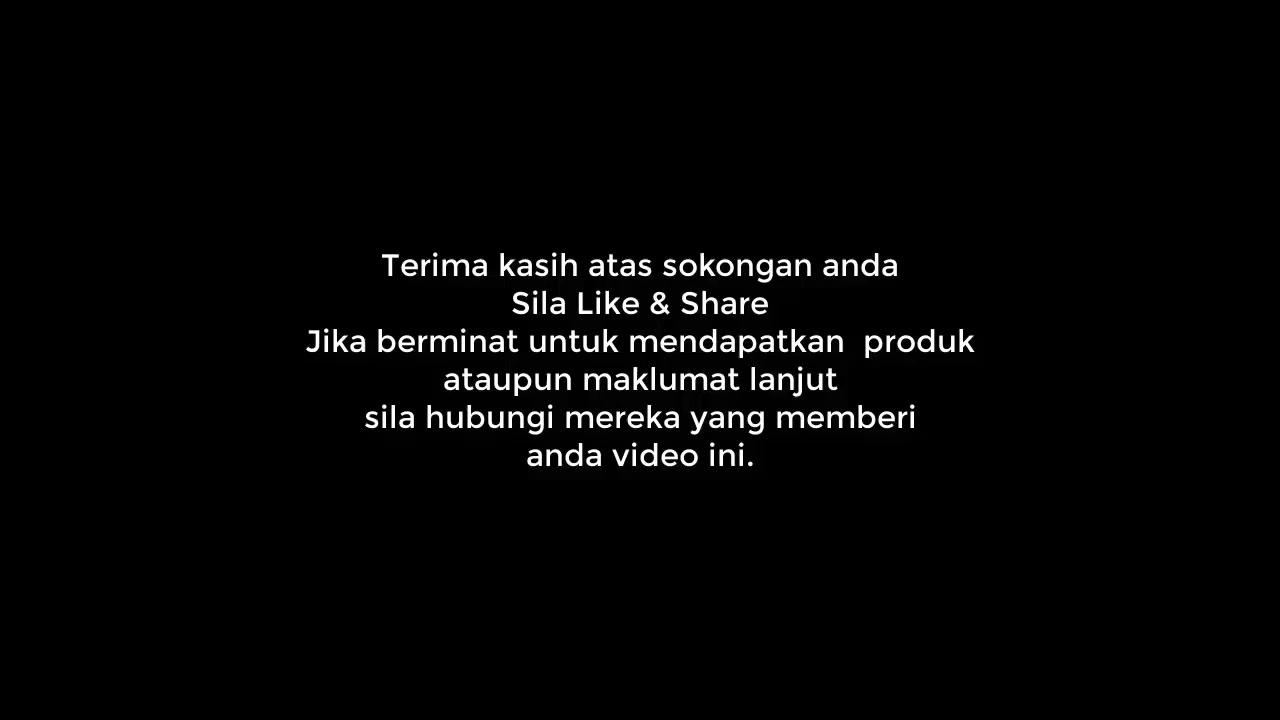 Terima kasih atas sokongan anda
Sila Like & Share
Jika berminat untuk mendapatkan  produk
ataupun maklumat lanjut
sila hubungi mereka yang memberi
anda video ini.